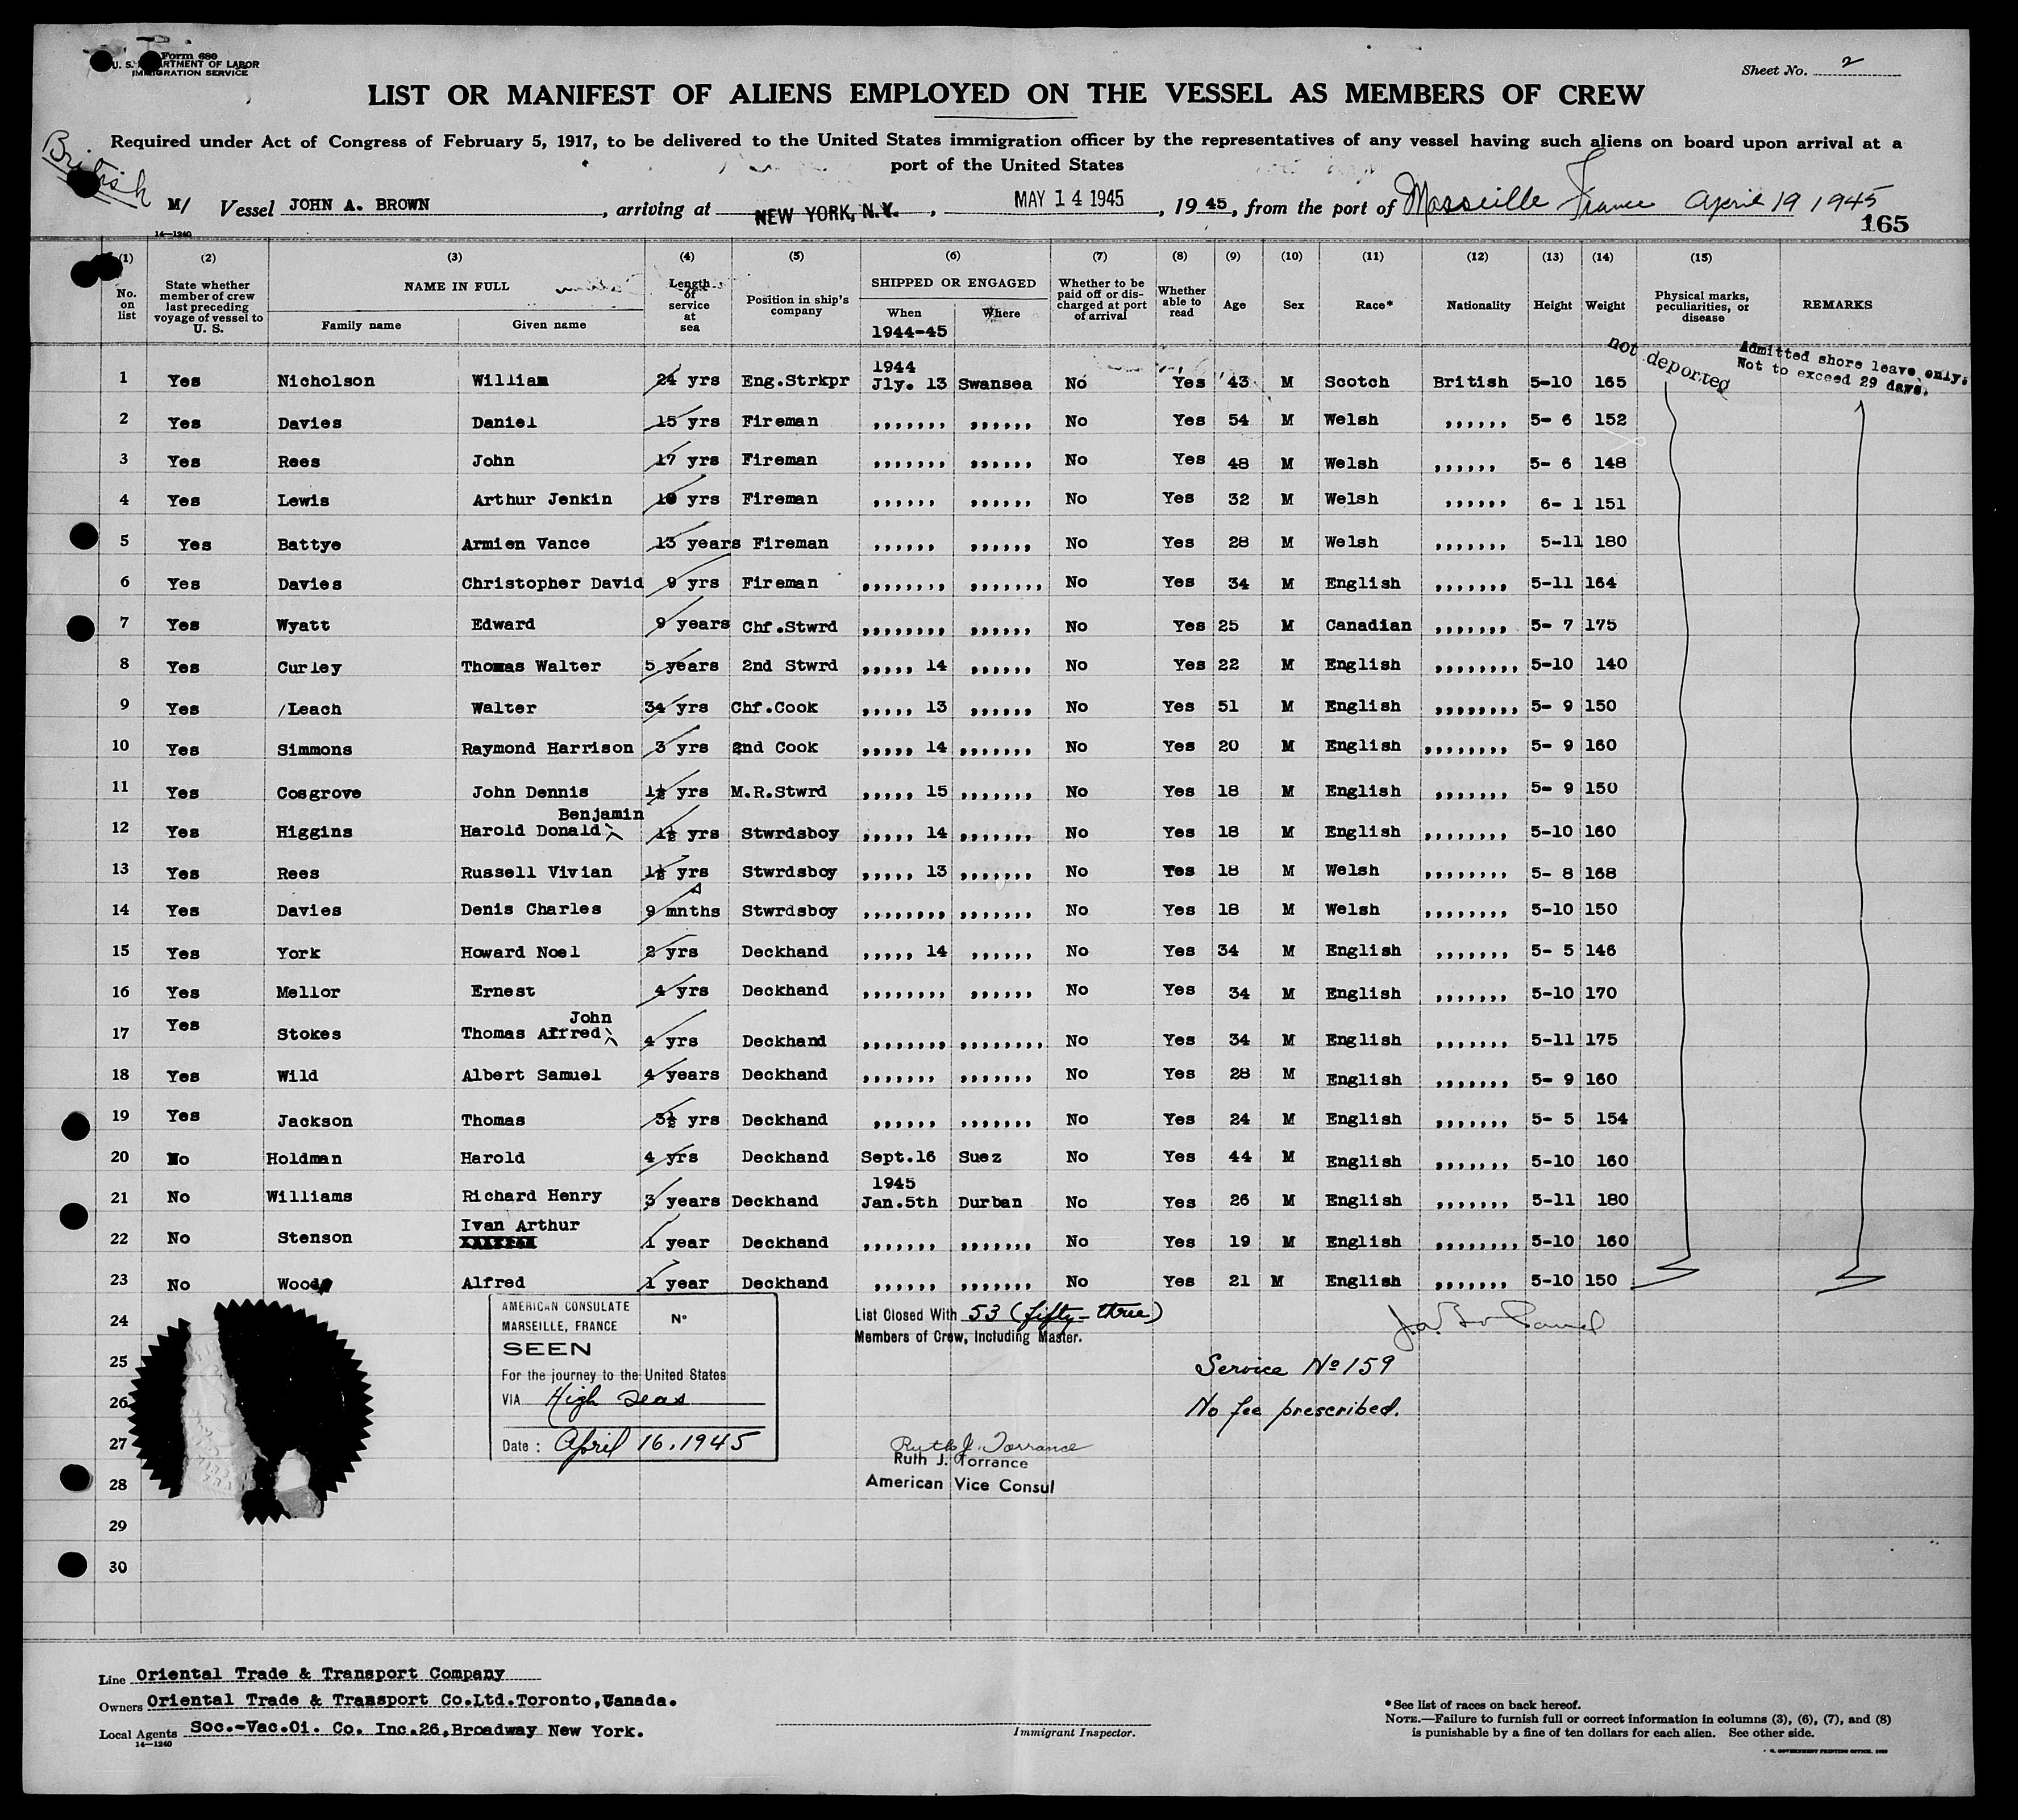 Form 680
U. S. DEPARTMENT OF LABOR
IMMIGRATION SERVICE
Sheet No. 2
LIST OR MANIFEST OF ALIENS EMPLOYED ON THE VESSEL AS MEMBERS OF CREW
Required under Act of Congress of February 5, 1917, to be delivered to the United States immigration officer by the representatives of any vessel having such aliens on board upon arrival at a
port of the United States
British
M/ Vessel JOHN A. BROWN, arriving at NEW YORK, N.Y., MAY 14 1945, 1945, from the port of Marseille France April 19 1945
14—1240
165
(1) (2) (3) (4) (5) (6) (7) (8) (9) (10) (11) (12) (13) (14) (15)
No. on list
State whether member of crew last preceding voyage of vessel to U. S.
NAME IN FULL
Family name Given name
Length of service at sea
Position in ship's company
SHIPPED OR ENGAGED
When Where
1944-45
Whether to be paid off or discharged at port of arrival
Whether able to read
Age Sex Race* Nationality Height Weight
Physical marks, peculiarities, or disease
REMARKS
not deported
Admitted shore leave only.
Not to exceed 29 days.
1944
1 Yes Nicholson William 24 yrs Eng.Strkpr Jly. 13 Swansea No Yes 43 M Scotch British 5-10 165
2 Yes Davies Daniel 15 yrs Fireman ,,,,,,, ,,,,,, No Yes 54 M Welsh ,,,,,, 5- 6 152
3 Yes Rees John 17 yrs Fireman ,,,,,,, ,,,,,, No Yes 48 M Welsh ,,,,,, 5- 6 148
4 Yes Lewis Arthur Jenkin yrs Fireman ,,,,,, ,,,,,, No Yes 32 M Welsh ,,,,,, 6- 1 151
5 Yes Battye Armien Vance 13 years Fireman ,,,,,, ,,,,,, No Yes 28 M Welsh ,,,,,,, 5-11 180
6 Yes Davies Christopher David 9 yrs Fireman ,,,,,,,, ,,,,,,,, No Yes 34 M English ,,,,,,, 5-11 164
7 Yes Wyatt Edward 9 years Chf.Stwrd ,,,,,,,, ,,,,,, No Yes 25 M Canadian ,,,,,,, 5- 7 175
8 Yes Curley Thomas Walter 5 years 2nd Stwrd ,,,,, 14 ,,,,,, No Yes 22 M English ,,,,,,,, 5-10 140
9 Yes /Leach Walter 34 yrs Chf.Cook ,,,,, 13 ,,,,,, No Yes 51 M English ,,,,,,,, 5- 9 150
10 Yes Simmons Raymond Harrison 3 yrs 2nd Cook ,,,,, 14 ,,,,,,, No Yes 20 M English ,,,,,,,, 5- 9 160
11 Yes Cosgrove John Dennis 1½ yrs M.R.Stwrd ,,,,, 15 ,,,,,,, No Yes 18 M English ,,,,,,, 5- 9 150
Benjamin
12 Yes Higgins Harold Donald 1½ yrs Stwrdsboy ,,,,, 14 ,,,,,,, No Yes 18 M English ,,,,,,,, 5-10 160
13 Yes Rees Russell Vivian 1½ yrs Stwrdsboy ,,,,, 13 ,,,,,,, No Yes 18 M Welsh ,,,,,,,, 5- 8 168
14 Yes Davies Denis Charles 9 mnths Stwrdsboy ,,,,,,,, ,,,,,,, No Yes 18 M Welsh ,,,,,,,, 5-10 150
15 Yes York Howard Noel 2 yrs Deckhand ,,,,, 14 ,,,,,, No Yes 34 M English ,,,,,,, 5- 5 146
16 Yes Mellor Ernest 4 yrs Deckhand ,,,,,,,, ,,,,,, No Yes 34 M English ,,,,,,, 5-10 170
John
17 Yes Stokes Thomas Alfred 4 yrs Deckhand ,,,,,,,, ,,,,,,,, No Yes 34 M English ,,,,,,, 5-11 175
18 Yes Wild Albert Samuel 4 years Deckhand ,,,,,,, ,,,,,,, No Yes 28 M English ,,,,,,, 5- 9 160
19 Yes Jackson Thomas 3½ yrs Deckhand ,,,,,, ,,,,,,, No Yes 24 M English ,,,,,,, 5- 5 154
20 No Holdman Harold 4 yrs Deckhand Sept.16 Suez No Yes 44 M English ,,,,,,, 5-10 160
1945
21 No Williams Richard Henry 3 years Deckhand Jan.5th Durban No Yes 26 M English ,,,,,,, 5-11 180
Ivan Arthur
22 No Stenson 1 year Deckhand ,,,,,,, ,,,,,,, No Yes 19 M English ,,,,,,,, 5-10 160
23 No Wood Alfred 1 year Deckhand ,,,,,, ,,,,,,, No Yes 21 M English ,,,,,,, 5-10 150
24
25
26
27
28
29
30
AMERICAN CONSULATE
MARSEILLE, FRANCE
N°
SEEN
For the journey to the United States
VIA High Seas
Date : April 16, 1945
List Closed With 53 (fifty-three)
Members of Crew, Including Master.
Service No 159
No fee prescribed.
Ruth J. Torrance
Ruth J. Torrance
American Vice Consul
Line Oriental Trade & Transport Company
Owners Oriental Trade & Transport Co.Ltd.Toronto,Canada.
Local Agents Soc.-Vac.Oi. Co. Inc.26,Broadway New York.
14—1240
Immigrant Inspector.
*See list of races on back hereof.
NOTE.—Failure to furnish full or correct information in columns (3), (6), (7), and (8)
is punishable by a fine of ten dollars for each alien. See other side.